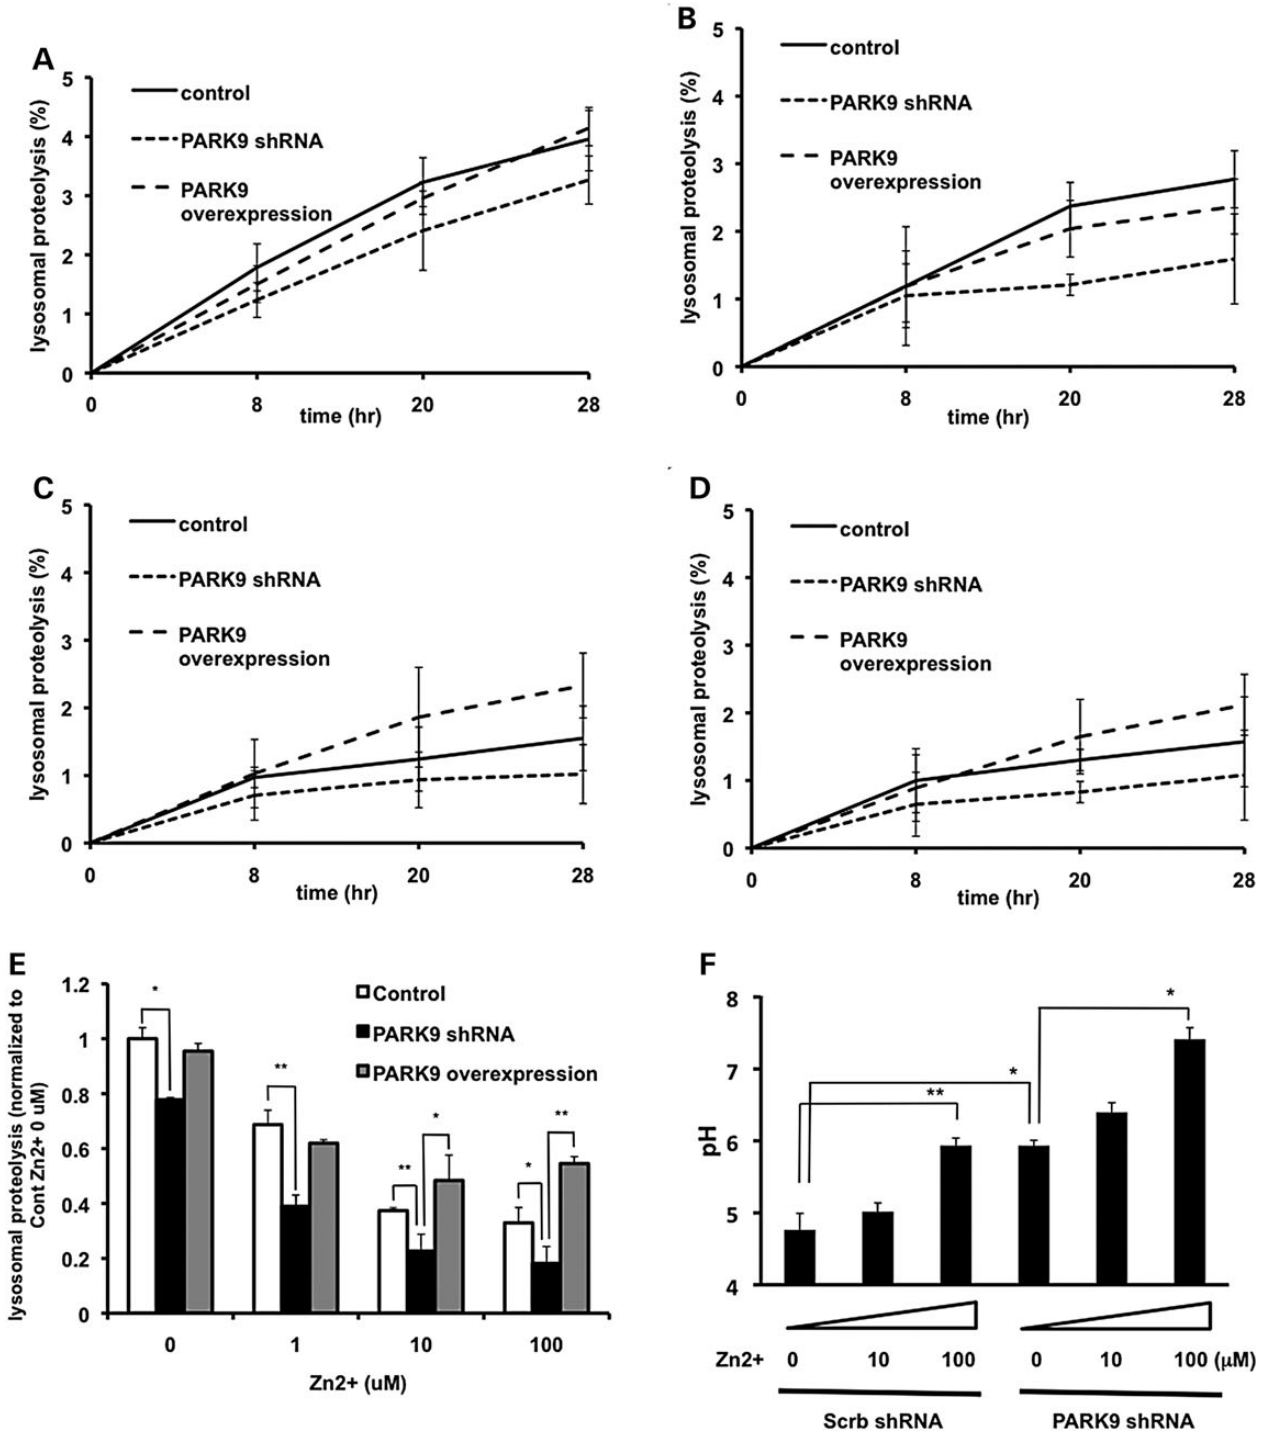 A
lysosomal proteolysis (%)
5
4
3
2
1
0
control
PARK9 shRNA
PARK9
overexpression
0 8 20 28
time (hr)
B
lysosomal proteolysis (%)
5
4
3
2
1
0
control
PARK9 shRNA
PARK9
overexpression
0 8 20 28
time (hr)
C
lysosomal proteolysis (%)
5
4
3
2
1
0
control
PARK9 shRNA
PARK9
overexpression
0 8 20 28
time (hr)
D
lysosomal proteolysis (%)
5
4
3
2
1
0
control
PARK9 shRNA
PARK9
overexpression
0 8 20 28
time (hr)
E
lysosomal proteolysis (normalized to
Cont Zn2+ 0 uM)
1.2
1
0.8
0.6
0.4
0.2
0
Control
PARK9 shRNA
PARK9 overexpression
*
**
**
*
*
**
0 1 10 100
Zn2+ (uM)
F
pH
8
7
6
5
4
*
*
**
Zn2+ 0 10 100 0 10 100 (μM)
Scrb shRNA PARK9 shRNA